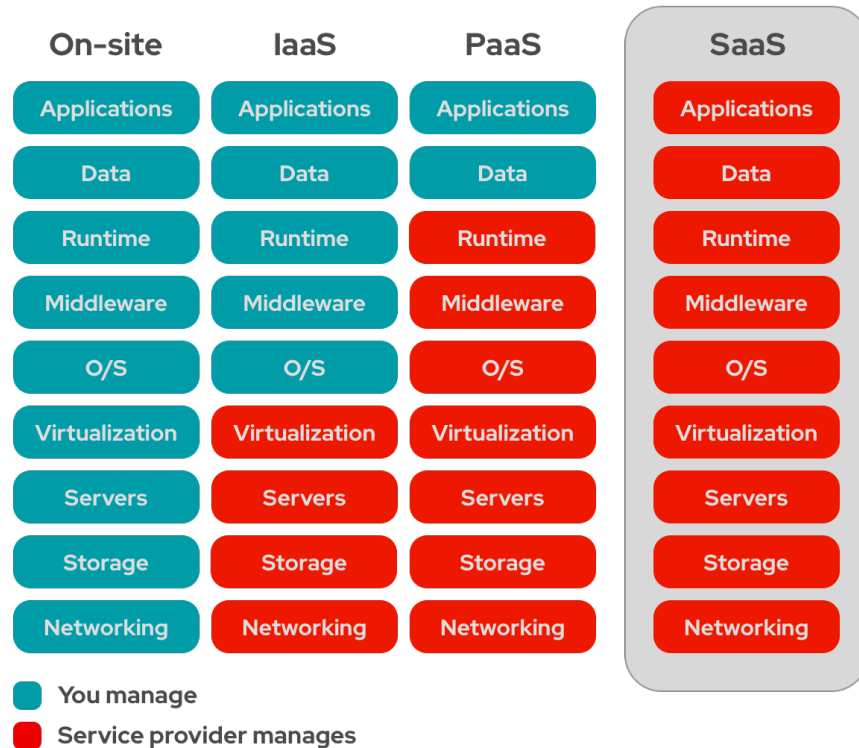 On-site IaaS PaaS SaaS
Applications Applications Applications Applications
Data Data Data Data
Runtime Runtime Runtime Runtime
Middleware Middleware Middleware Middleware
O/S O/S O/S O/S
Virtualization Virtualization Virtualization Virtualization
Servers Servers Servers Servers
Storage Storage Storage Storage
Networking Networking Networking Networking
You manage
Service provider manages